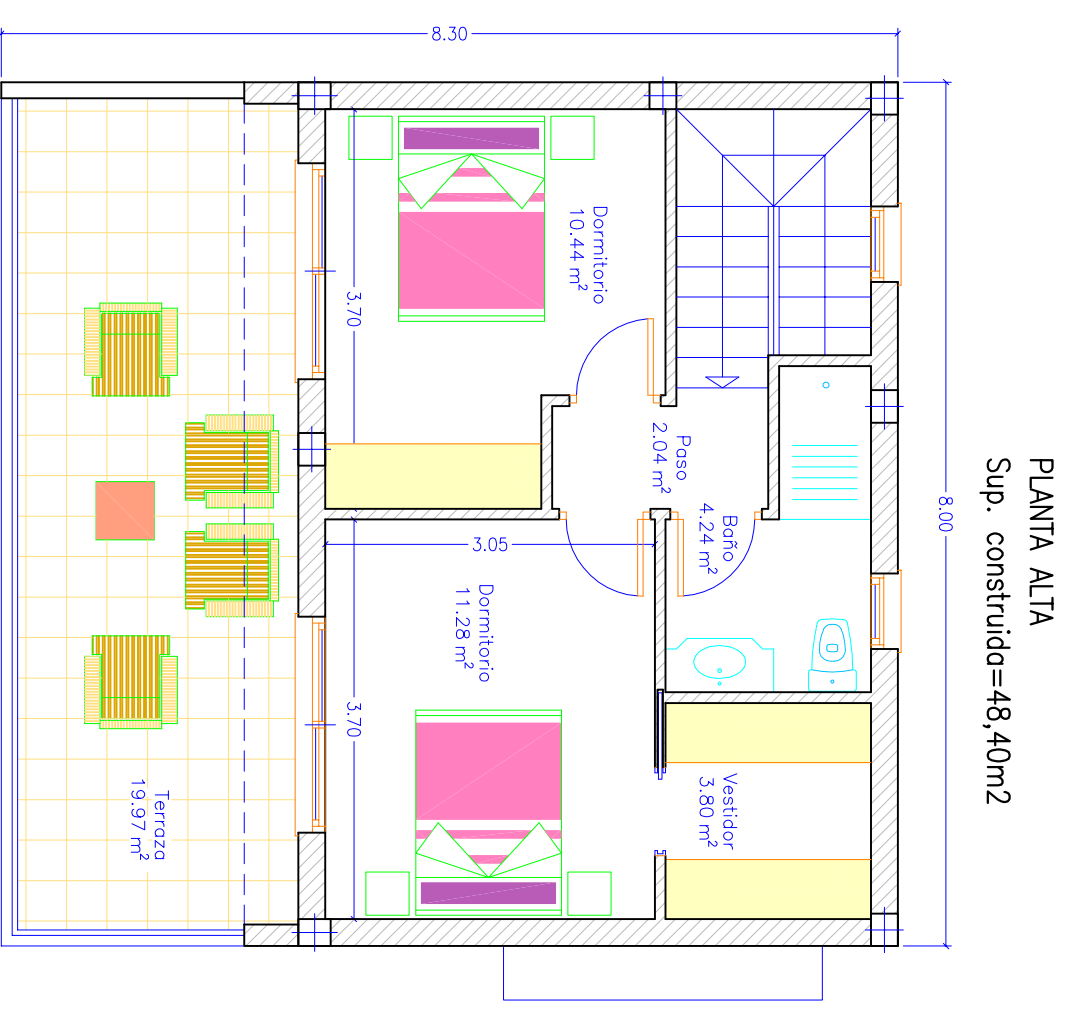 PLANTA ALTA
Sup. construida=48,40m2
8.00
8.30
Dormitorio
10.44 m²
3.70
Paso
2.04 m²
Baño
4.24 m²
3.05
Dormitorio
11.28 m²
3.70
Vestidor
3.80 m²
Terraza
19.97 m²